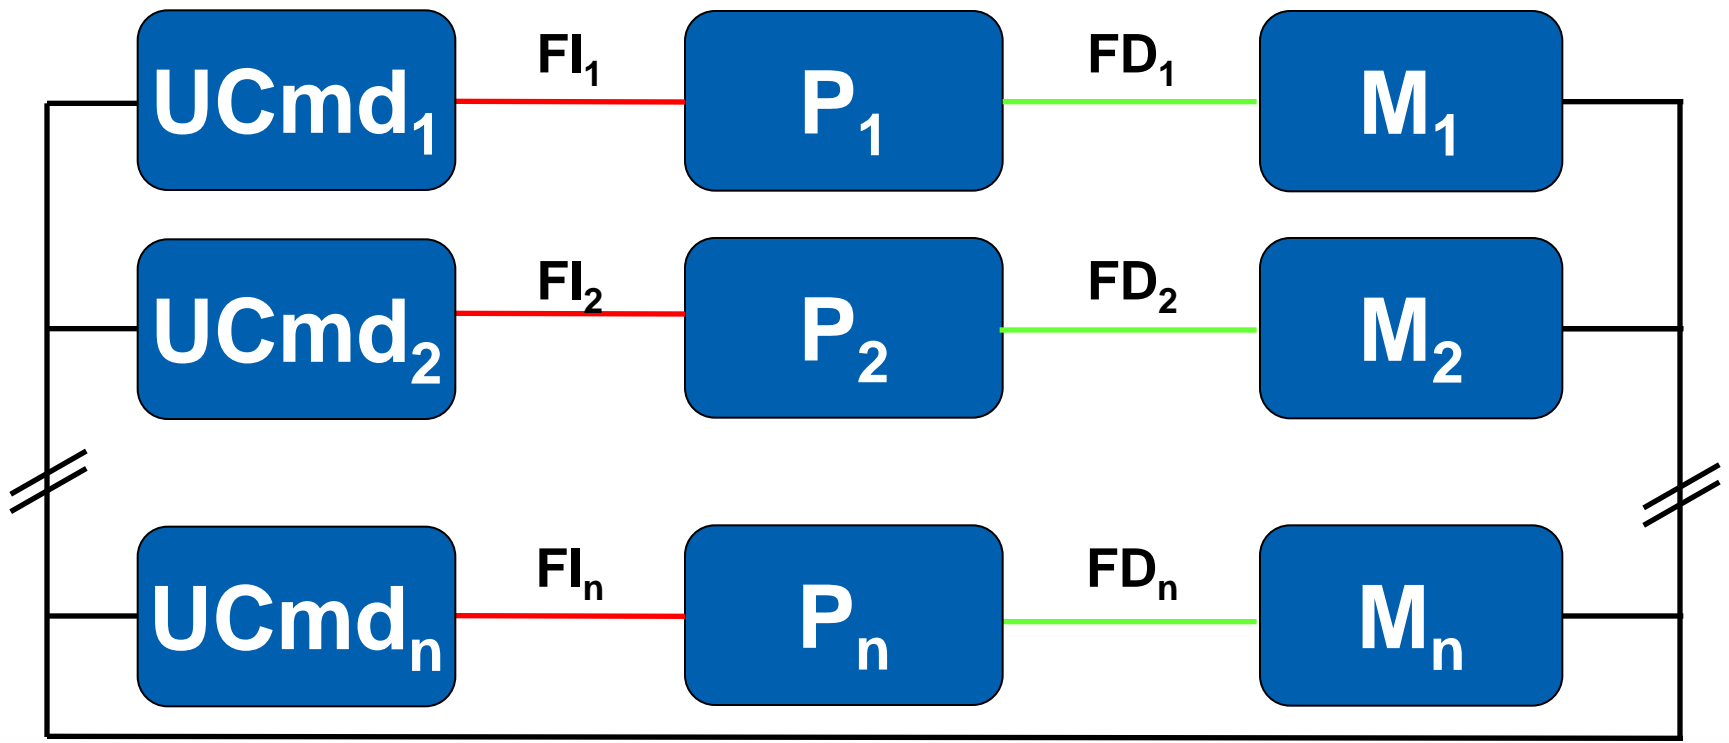 FI₁ FD₁
UCmd₁ P₁ M₁
FI₂ FD₂
UCmd₂ P₂ M₂
FIₙ FDₙ
UCmdₙ Pₙ Mₙ